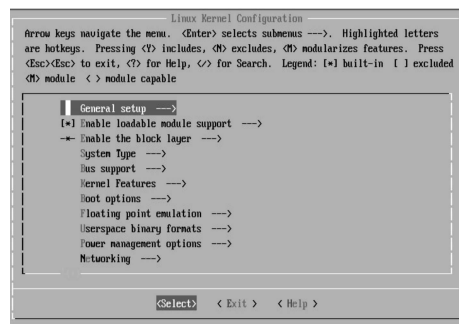 Linux Kernel Configuration
Arrow keys navigate the menu. <Enter> selects submenus --->. Highlighted letters
are hotkeys. Pressing <Y> includes, <N> excludes, <M> modularizes features. Press
<Esc><Esc> to exit, <?> for Help, </> for Search. Legend: [*] built-in [ ] excluded
<M> module < > module capable
General setup --->
[*] Enable loadable module support --->
-*- Enable the block layer --->
System Type --->
Bus support --->
Kernel Features --->
Boot options --->
Floating point emulation --->
Userspace binary formats --->
Power management options --->
Networking --->
<Select> < Exit > < Help >